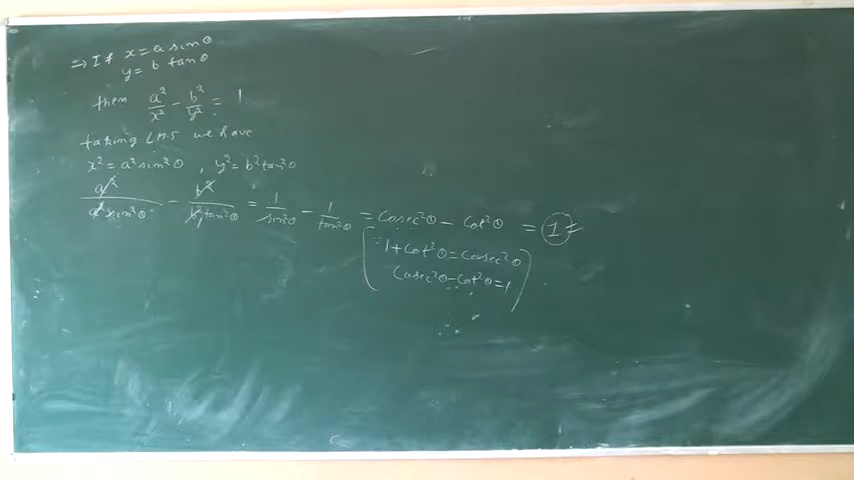 ⇒ If x = a sin θ
y = b tan θ
then a²/x² - b²/y² = 1
taking L.H.S we have
x² = a² sin² θ , y² = b² tan² θ
a²/a² sin² θ - b²/b² tan² θ = 1/sin² θ - 1/tan² θ = Cosec² θ - Cot² θ = 1
∵ 1 + Cot² θ = Cosec² θ
Cosec² θ - Cot² θ = 1